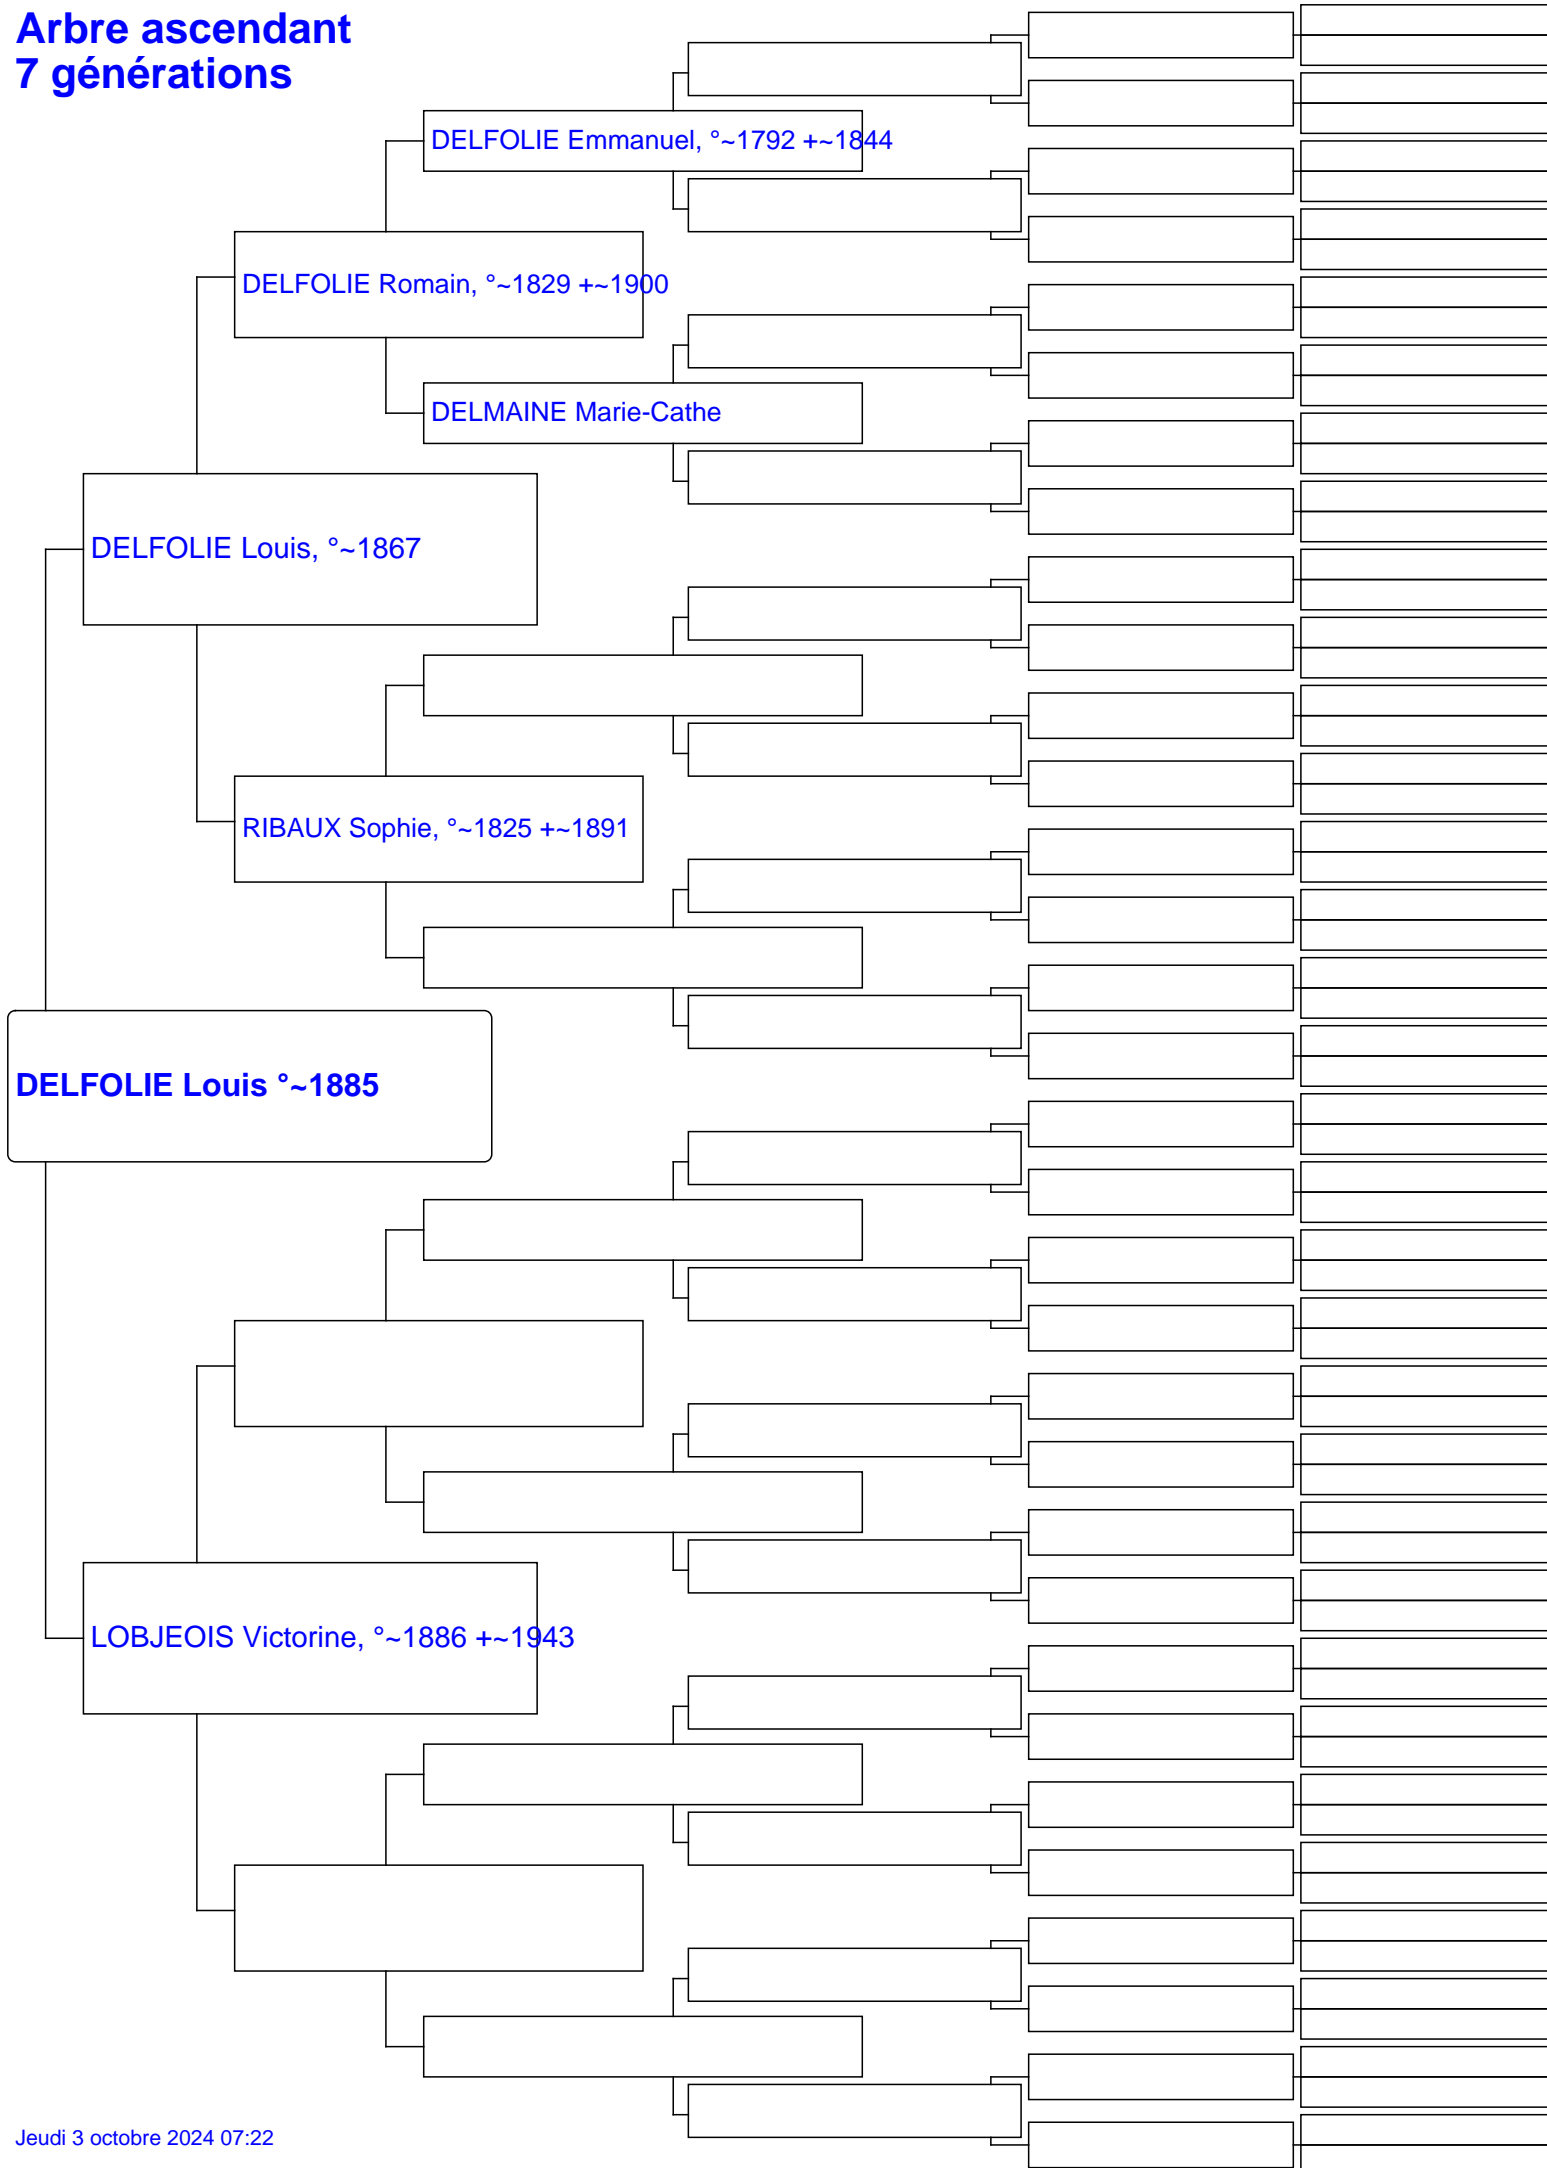 Arbre ascendant
7 générations
DELFOLIE Emmanuel, °~1792 +~1844
DELFOLIE Romain, °~1829 +~1900
DELMAINE Marie-Cathe
DELFOLIE Louis, °~1867
RIBAUX Sophie, °~1825 +~1891
DELFOLIE Louis °~1885
LOBJEOIS Victorine, °~1886 +~1943
Jeudi 3 octobre 2024 07:22